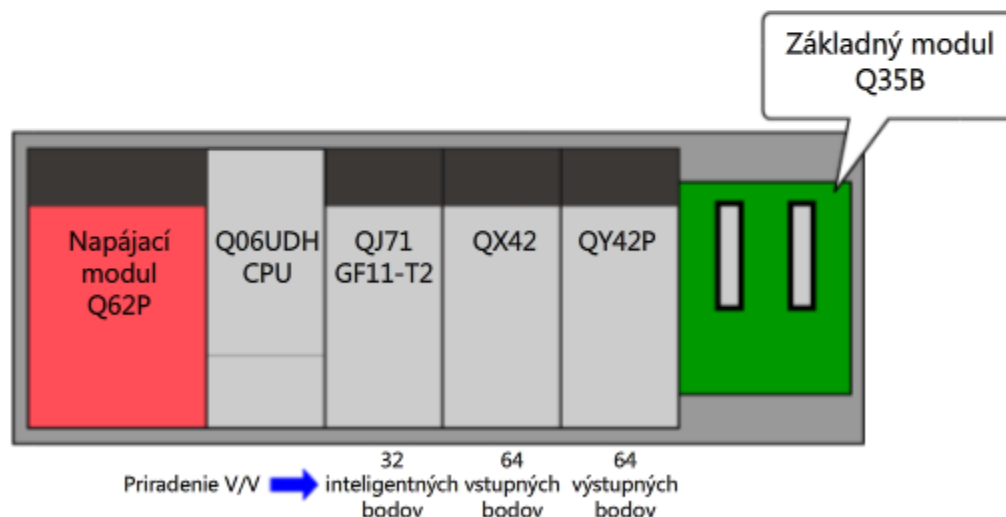 Základný modul
Q35B
Napájací
modul
Q62P
Q06UDH
CPU
QJ71
GF11-T2
QX42
QY42P
Priradenie V/V
32
inteligentných
bodov
64
vstupných
bodov
64
výstupných
bodov